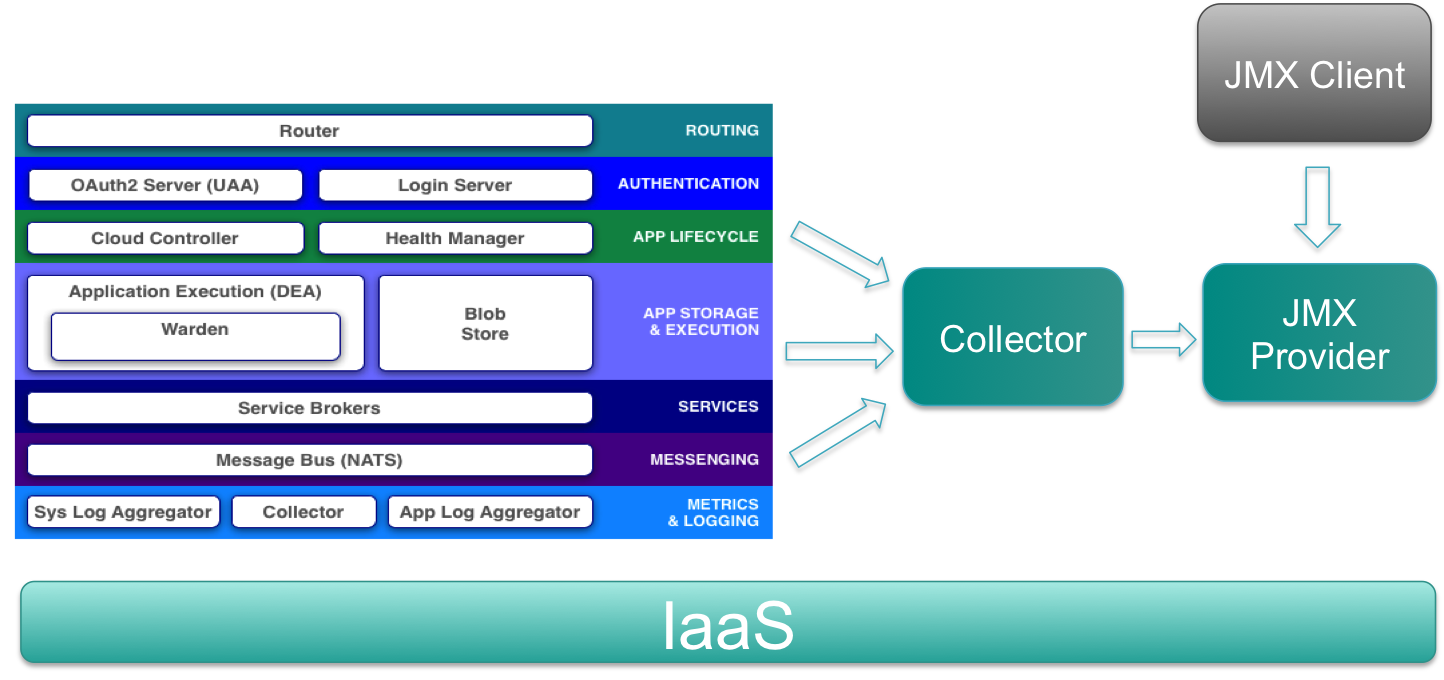 JMX Client
Router
ROUTING
OAuth2 Server (UAA)
Login Server
AUTHENTICATION
Cloud Controller
Health Manager
APP LIFECYCLE
Application Execution (DEA)
Warden
Blob
Store
APP STORAGE
& EXECUTION
Service Brokers
SERVICES
Message Bus (NATS)
MESSENGING
Sys Log Aggregator
Collector
App Log Aggregator
METRICS
& LOGGING
Collector
JMX
Provider
IaaS